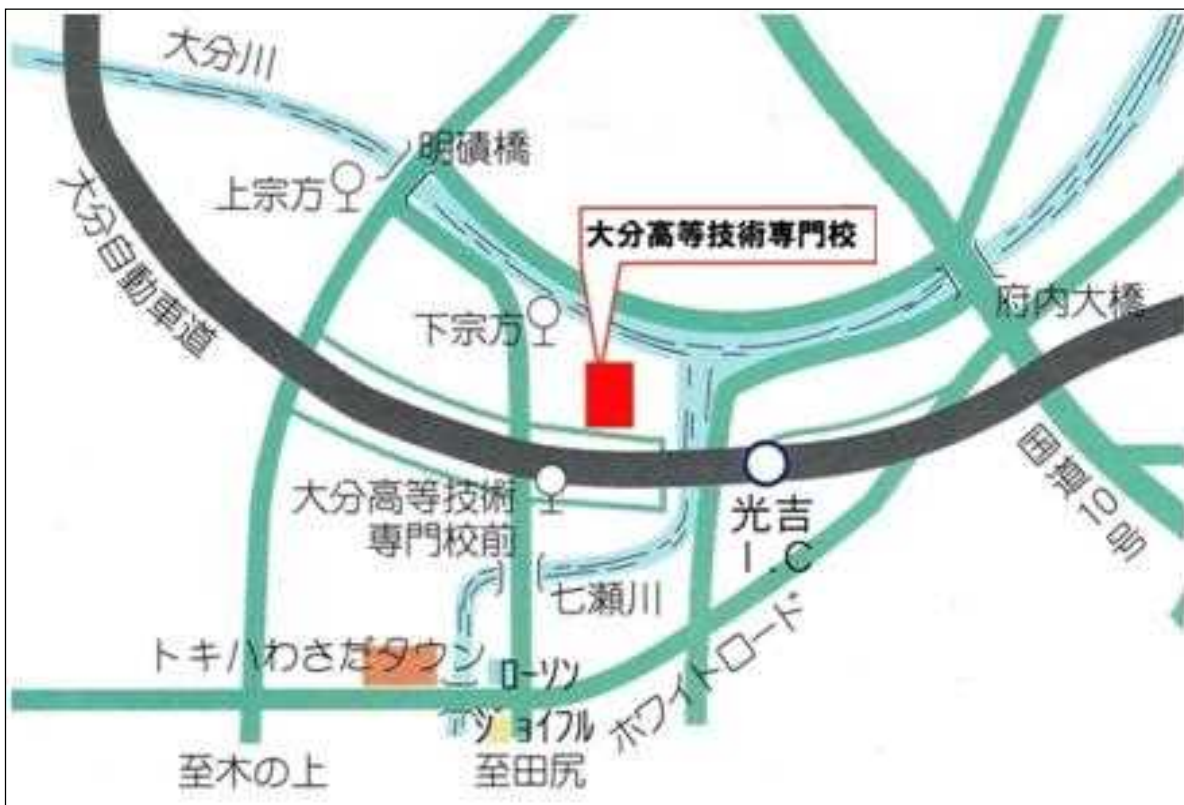 大分川
明磧橋
上宗方
大分自動車道
大分高等技術専門校
下宗方
府内大橋
国道10号
大分高等技術
専門校前
光吉
I.C
七瀬川
トキハわさだタウン
ローソン
ホワイトロード
ジョイフル
至木の上
至田尻